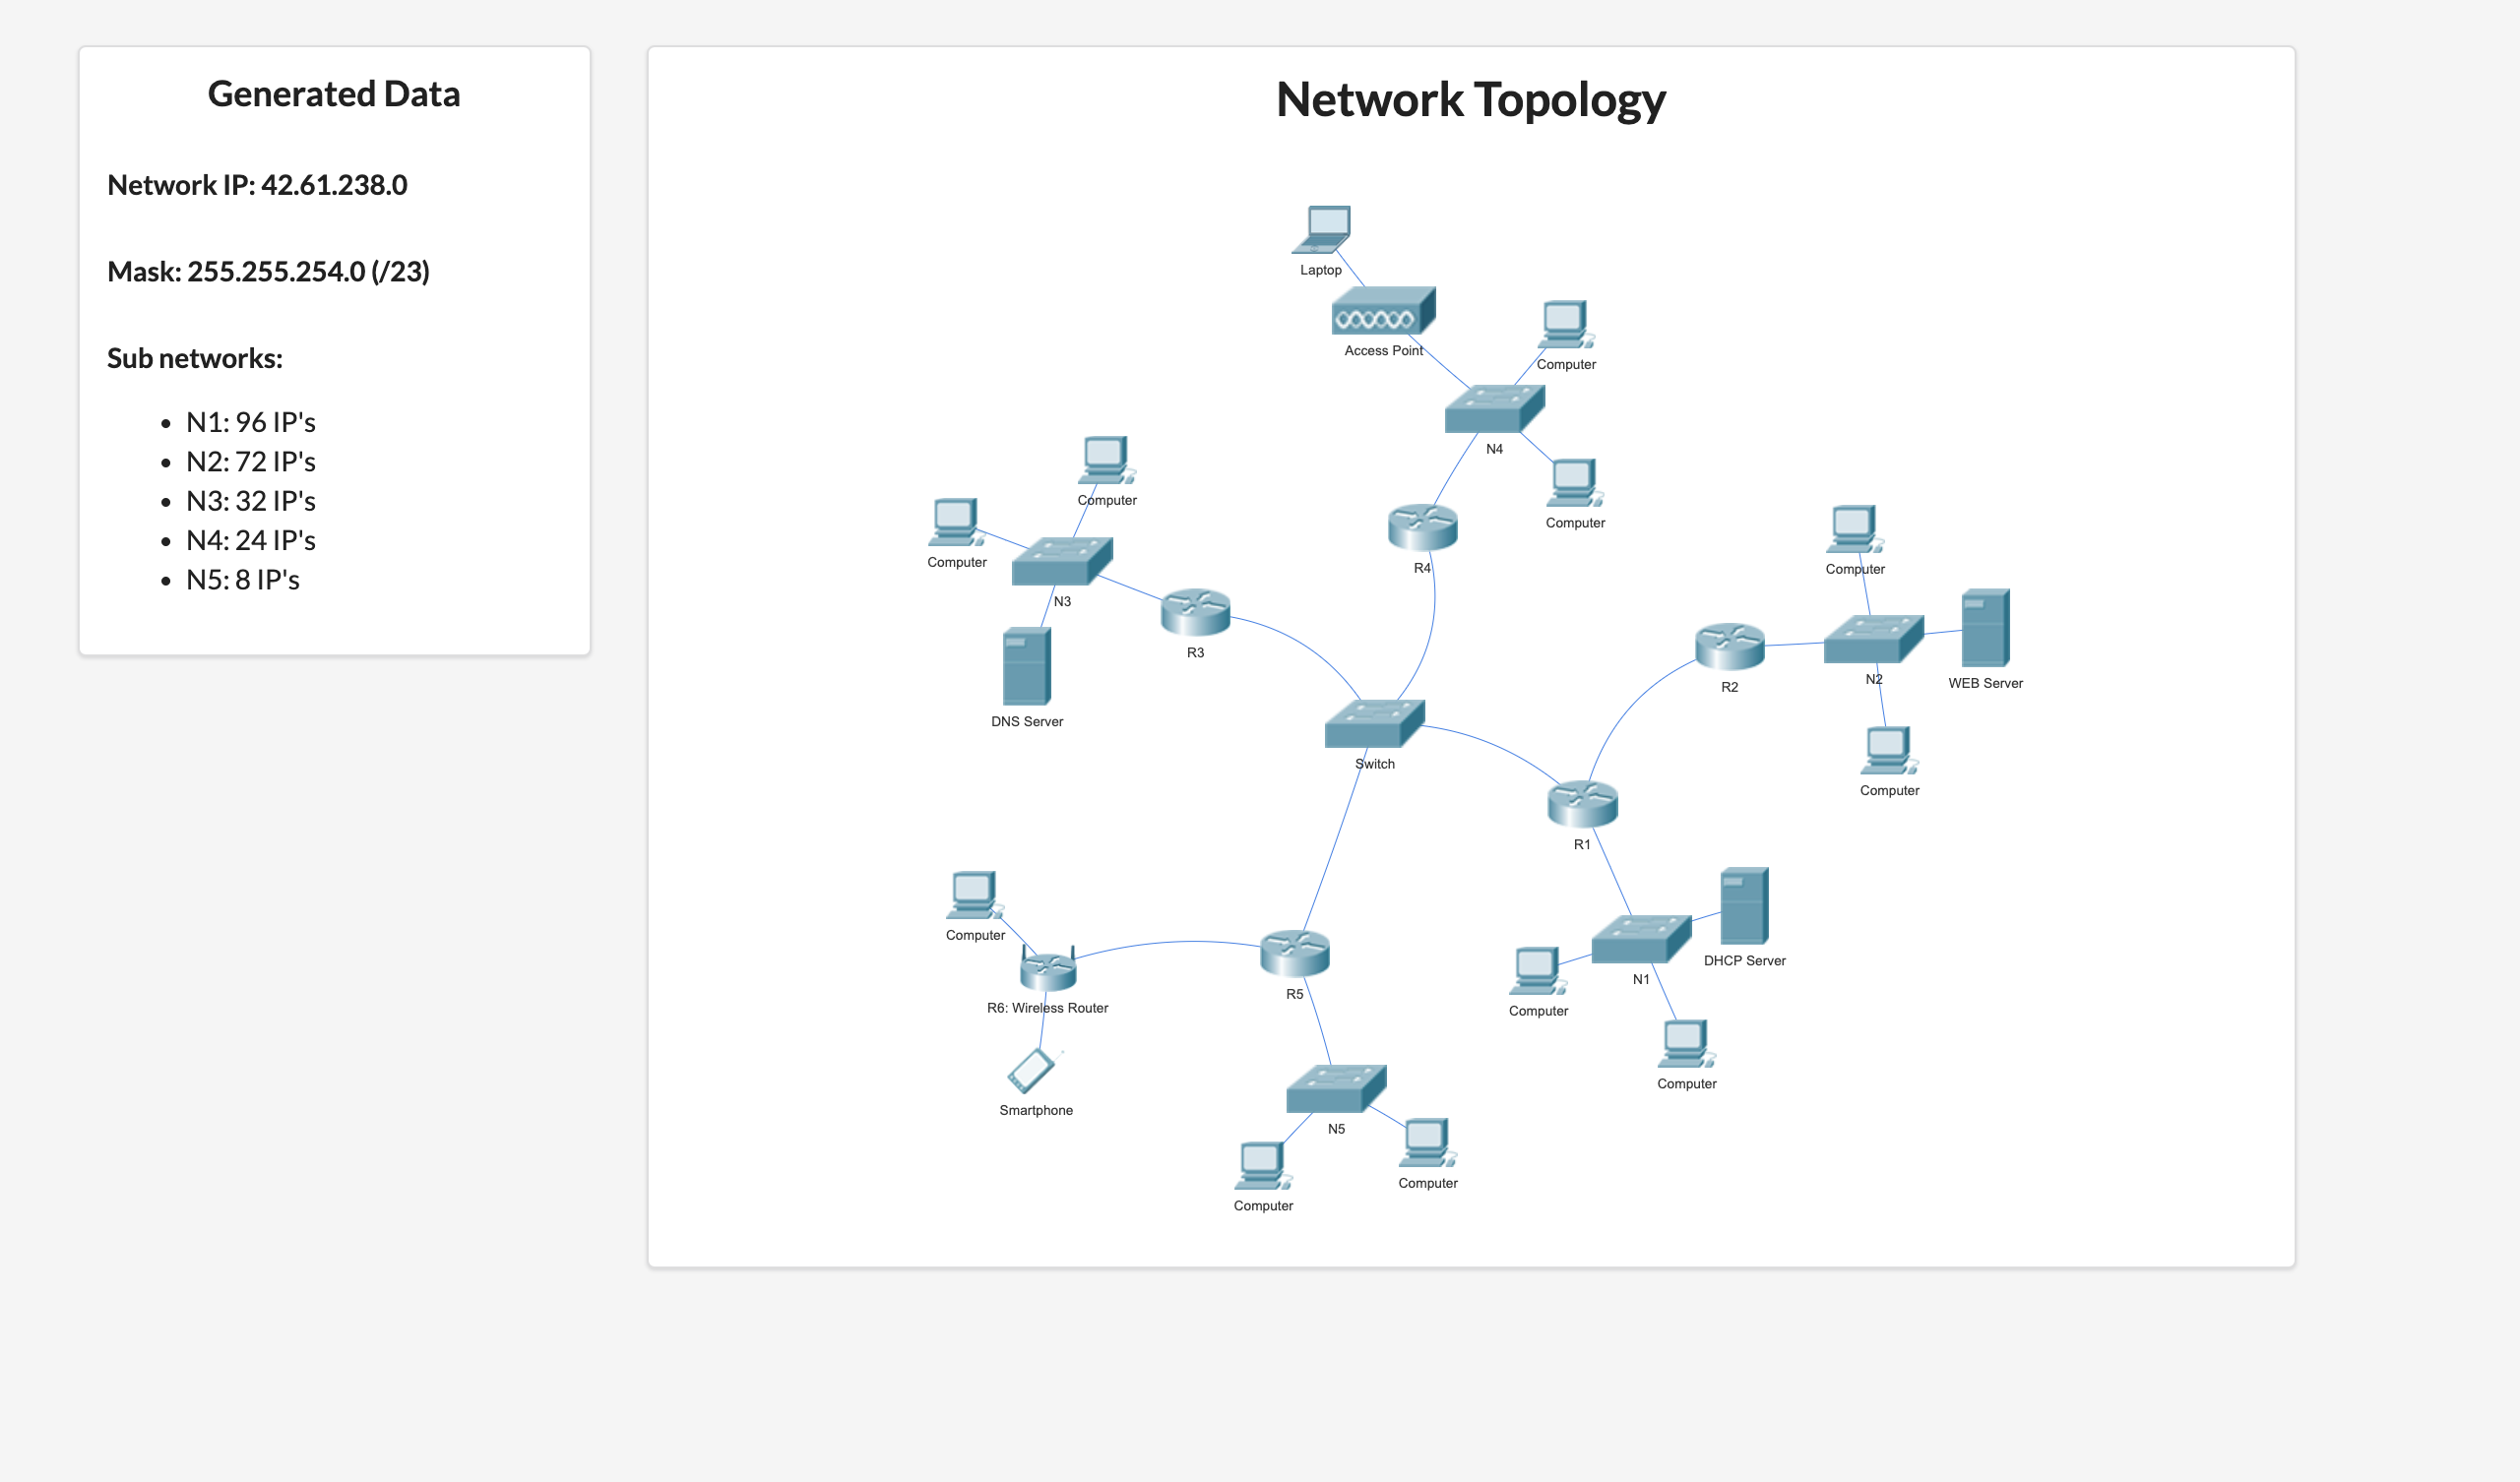 Generated Data
Network IP: 42.61.238.0
Mask: 255.255.254.0 (/23)
Sub networks:
• N1: 96 IP's
• N2: 72 IP's
• N3: 32 IP's
• N4: 24 IP's
• N5: 8 IP's
Network Topology
Laptop
Access Point
Computer
N4
Computer
Computer
Computer
R4
Computer
N3
R3
R2
N2
WEB Server
DNS Server
Switch
Computer
R1
Computer
DHCP Server
N1
R5
R6: Wireless Router
Computer
Computer
Smartphone
N5
Computer
Computer